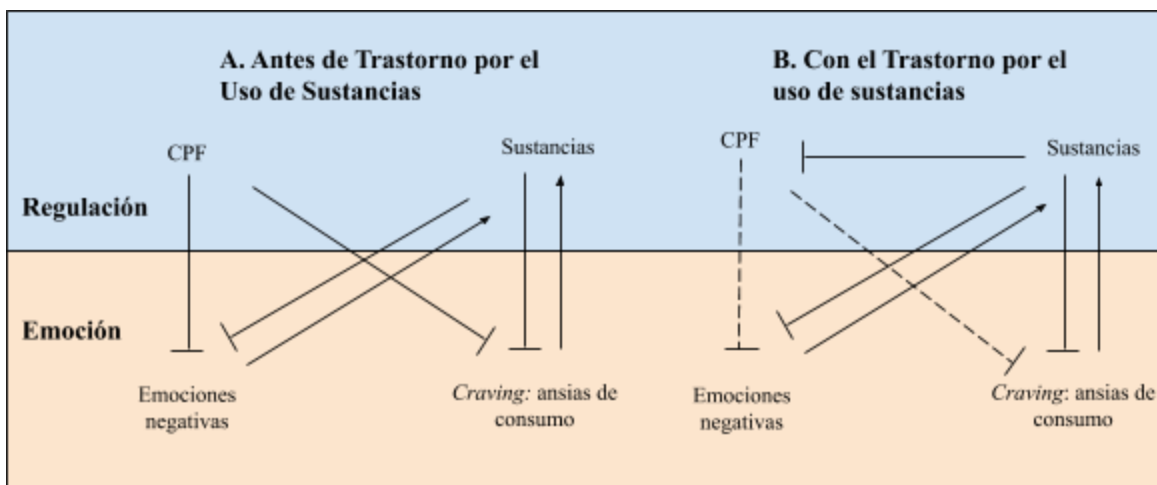 A. Antes de Trastorno por el
Uso de Sustancias
B. Con el Trastorno por el
uso de sustancias
CPF
Sustancias
CPF
Sustancias
Regulación
Emoción
Emociones
negativas
Craving: ansias de
consumo
Emociones
negativas
Craving: ansias de
consumo